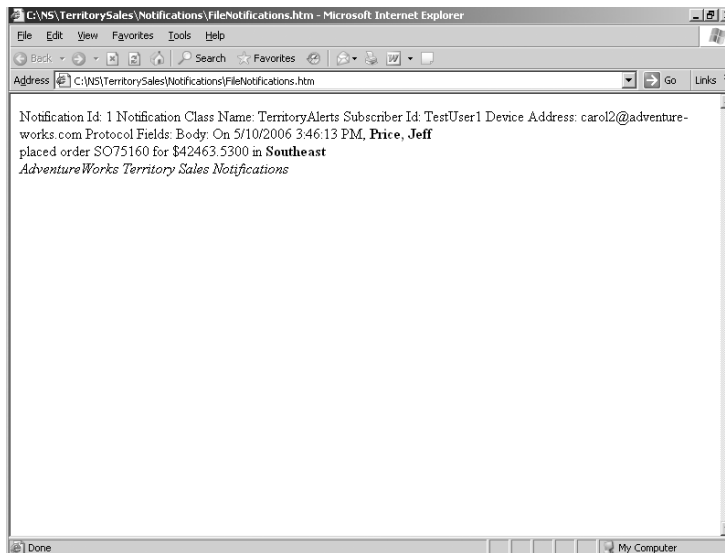 C:\NS\TerritorySales\Notifications\FileNotifications.htm - Microsoft Internet Explorer
File Edit View Favorites Tools Help
Back Search Favorites
Address C:\NS\TerritorySales\Notifications\FileNotifications.htm Go Links
Notification Id: 1 Notification Class Name: TerritoryAlerts Subscriber Id: TestUser1 Device Address: carol2@adventure-
works.com Protocol Fields: Body: On 5/10/2006 3:46:13 PM, Price, Jeff
placed order SO75160 for $42463.5300 in Southeast
AdventureWorks Territory Sales Notifications
Done My Computer